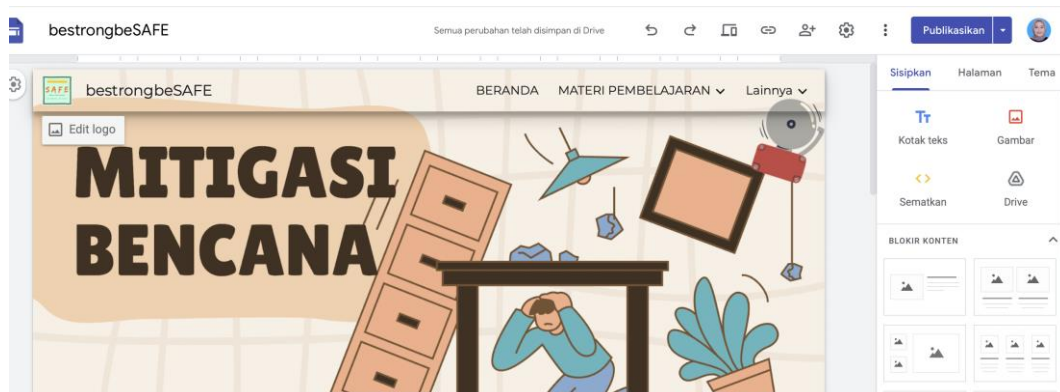 bestrongbeSAFE
Semua perubahan telah disimpan di Drive
Publikasikan
SAFE
bestrongbeSAFE
BERANDA
MATERI PEMBELAJARAN
Lainnya
Edit logo
MITIGASI
BENCANA
Sisipkan
Halaman
Tema
Tт
Kotak teks
Gambar
Sematkan
Drive
BLOKIR KONTEN